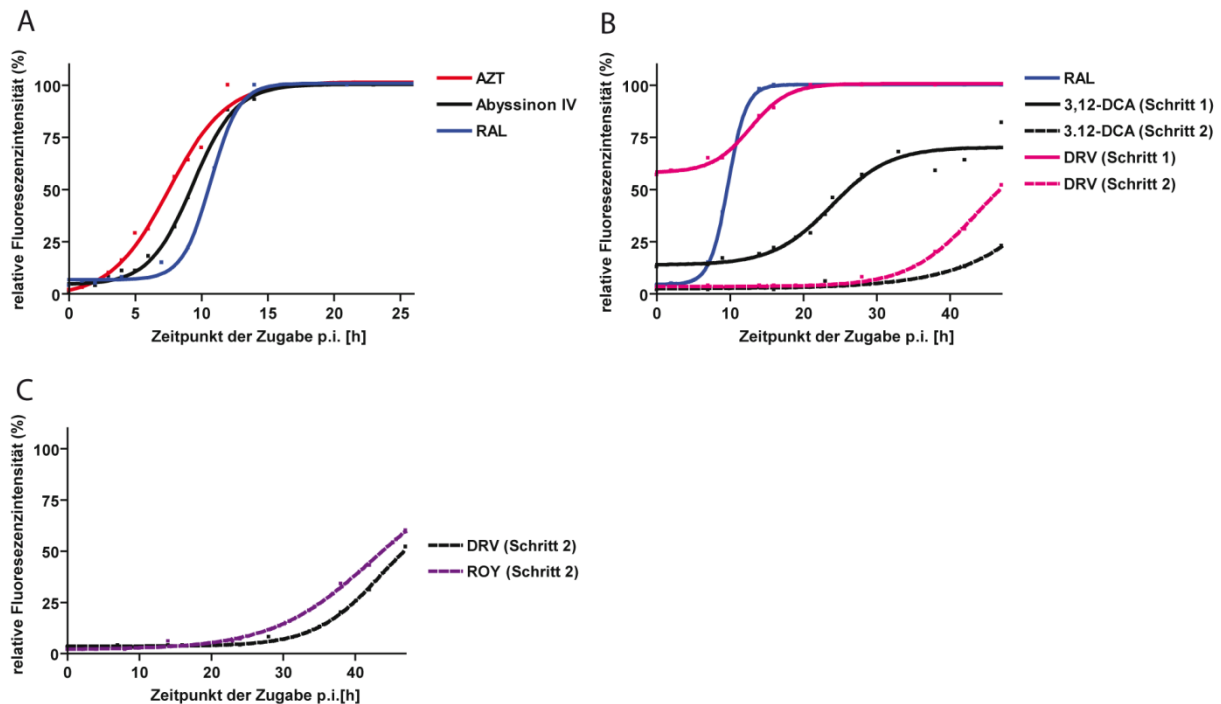 A
relative Fluoresezenzintensität (%)
100
75
50
25
0
0 5 10 15 20 25
Zeitpunkt der Zugabe p.i. [h]
AZT
Abyssinon IV
RAL
B
relative Fluoresezenzintensität (%)
100
75
50
25
0
0 10 20 30 40
Zeitpunkt der Zugabe p.i. [h]
RAL
3,12-DCA (Schritt 1)
3.12-DCA (Schritt 2)
DRV (Schritt 1)
DRV (Schritt 2)
C
relative Fluoresezenzintensität (%)
100
75
50
25
0
0 10 20 30 40
Zeitpunkt der Zugabe p.i.[h]
DRV (Schritt 2)
ROY (Schritt 2)